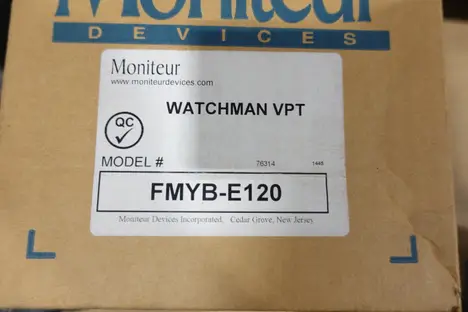 Moniteur
DEVICES
Moniteur
www.moniteurdevices.com
WATCHMAN VPT
QC
MODEL #
76314 1445
FMYB-E120
Moniteur Devices Incorporated, Cedar Grove, New Jersey